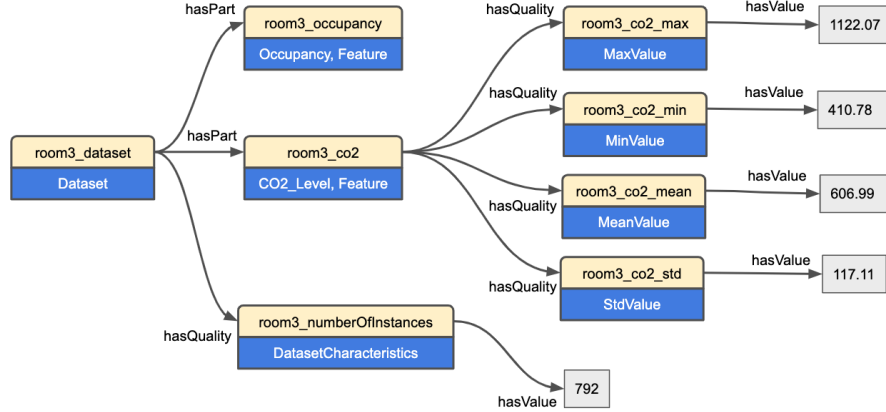 hasPart
room3_occupancy
Occupancy, Feature
hasQuality
room3_co2_max
MaxValue
hasValue
1122.07
hasQuality
room3_co2_min
MinValue
hasValue
410.78
room3_dataset
Dataset
hasPart
room3_co2
CO2_Level, Feature
hasQuality
room3_co2_mean
MeanValue
hasValue
606.99
hasQuality
room3_co2_std
StdValue
hasValue
117.11
hasQuality
room3_numberOfInstances
DatasetCharacteristics
hasValue
792